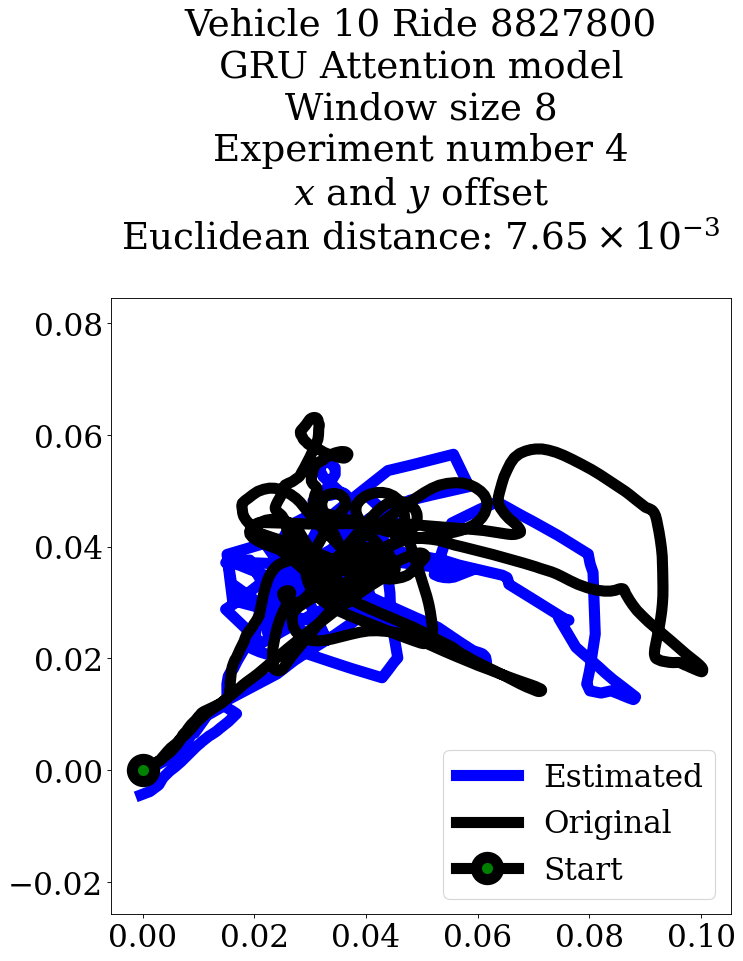 Vehicle 10 Ride 8827800
GRU Attention model
Window size 8
Experiment number 4
x and y offset
Euclidean distance: 7.65 × 10⁻³
0.08
0.06
0.04
0.02
0.00
−0.02
Estimated
Original
Start
0.00 0.02 0.04 0.06 0.08 0.10